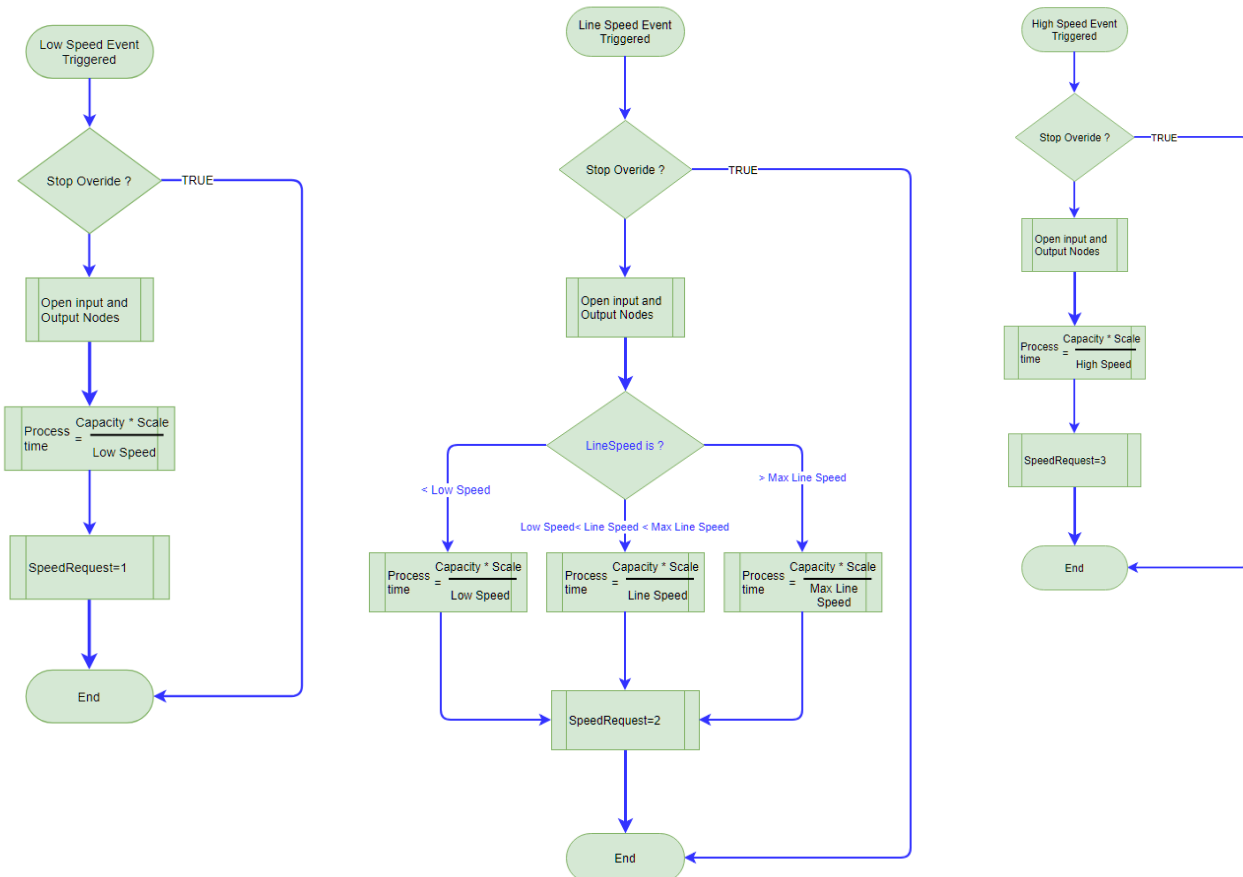 Low Speed Event
Triggered
Stop Overide ?
TRUE
Open input and
Output Nodes
Process
time
=
Capacity * Scale
Low Speed
SpeedRequest=1
End
Line Speed Event
Triggered
Stop Overide ?
TRUE
Open input and
Output Nodes
LineSpeed is ?
< Low Speed
Low Speed< Line Speed < Max Line Speed
> Max Line Speed
Process
time
=
Capacity * Scale
Low Speed
Process
time
=
Capacity * Scale
Line Speed
Process
time
=
Capacity * Scale
Max Line
Speed
SpeedRequest=2
End
High Speed Event
Triggered
Stop Overide ?
TRUE
Open input and
Output Nodes
Process
time
=
Capacity * Scale
High Speed
SpeedRequest=3
End